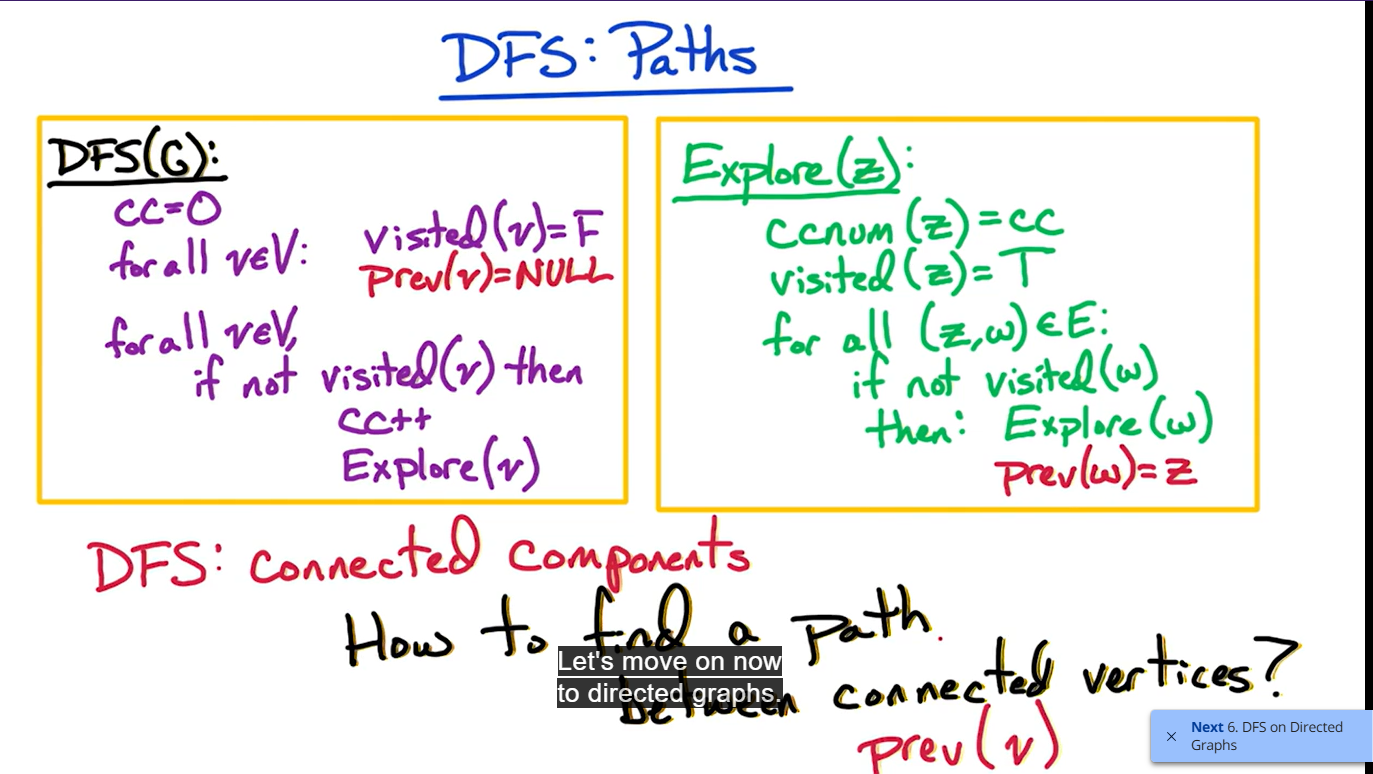 DFS: Paths
DFS(G):
cc=0
for all v∈V: visited(v)=F
prev(v)=NULL
for all v∈V,
if not visited(v) then
cc++
Explore(v)
Explore(z):
ccnum(z)=cc
visited(z)=T
for all (z,w)∈E:
if not visited(w)
then: Explore(w)
prev(w)=z
DFS: connected components
How to find a path
between connected vertices?
prev(v)
Let's move on now
to directed graphs.
× Next 6. DFS on Directed
Graphs